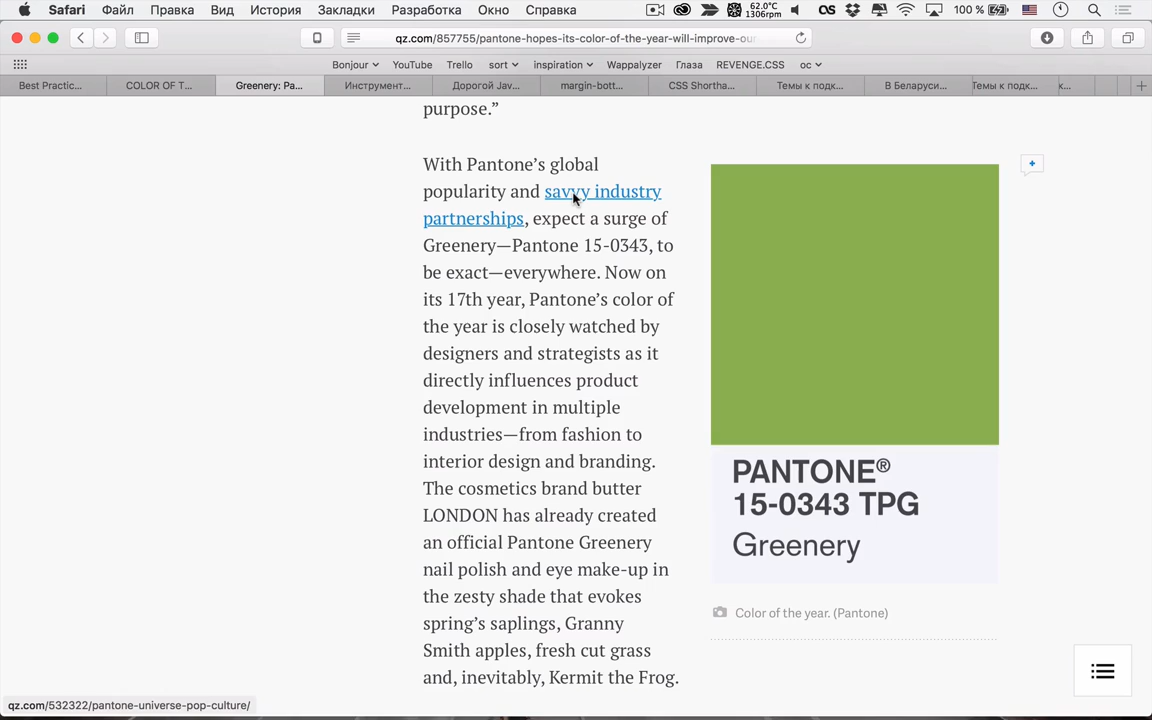 Safari Файл Правка Вид История Закладки Разработка Окно Справка 62.0°C 1306rpm 100 %
qz.com/857755/pantone-hopes-its-color-of-the-year-will-improve-our
Bonjour YouTube Trello sort inspiration Wappalyzer Глаза REVENGE.CSS ос
Best Practic... COLOR OF T... Greenery: Pa... Инструмент... Дорогой Jav... margin-bott... CSS Shortha... Темы к подк... В Беларуси... Темы к подк... к...
purpose.”
With Pantone’s global
popularity and savvy industry
partnerships, expect a surge of
Greenery—Pantone 15-0343, to
be exact—everywhere. Now on
its 17th year, Pantone’s color of
the year is closely watched by
designers and strategists as it
directly influences product
development in multiple
industries—from fashion to
interior design and branding.
The cosmetics brand butter
LONDON has already created
an official Pantone Greenery
nail polish and eye make-up in
the zesty shade that evokes
spring’s saplings, Granny
Smith apples, fresh cut grass
and, inevitably, Kermit the Frog.
PANTONE®
15-0343 TPG
Greenery
Color of the year. (Pantone)
qz.com/532322/pantone-universe-pop-culture/